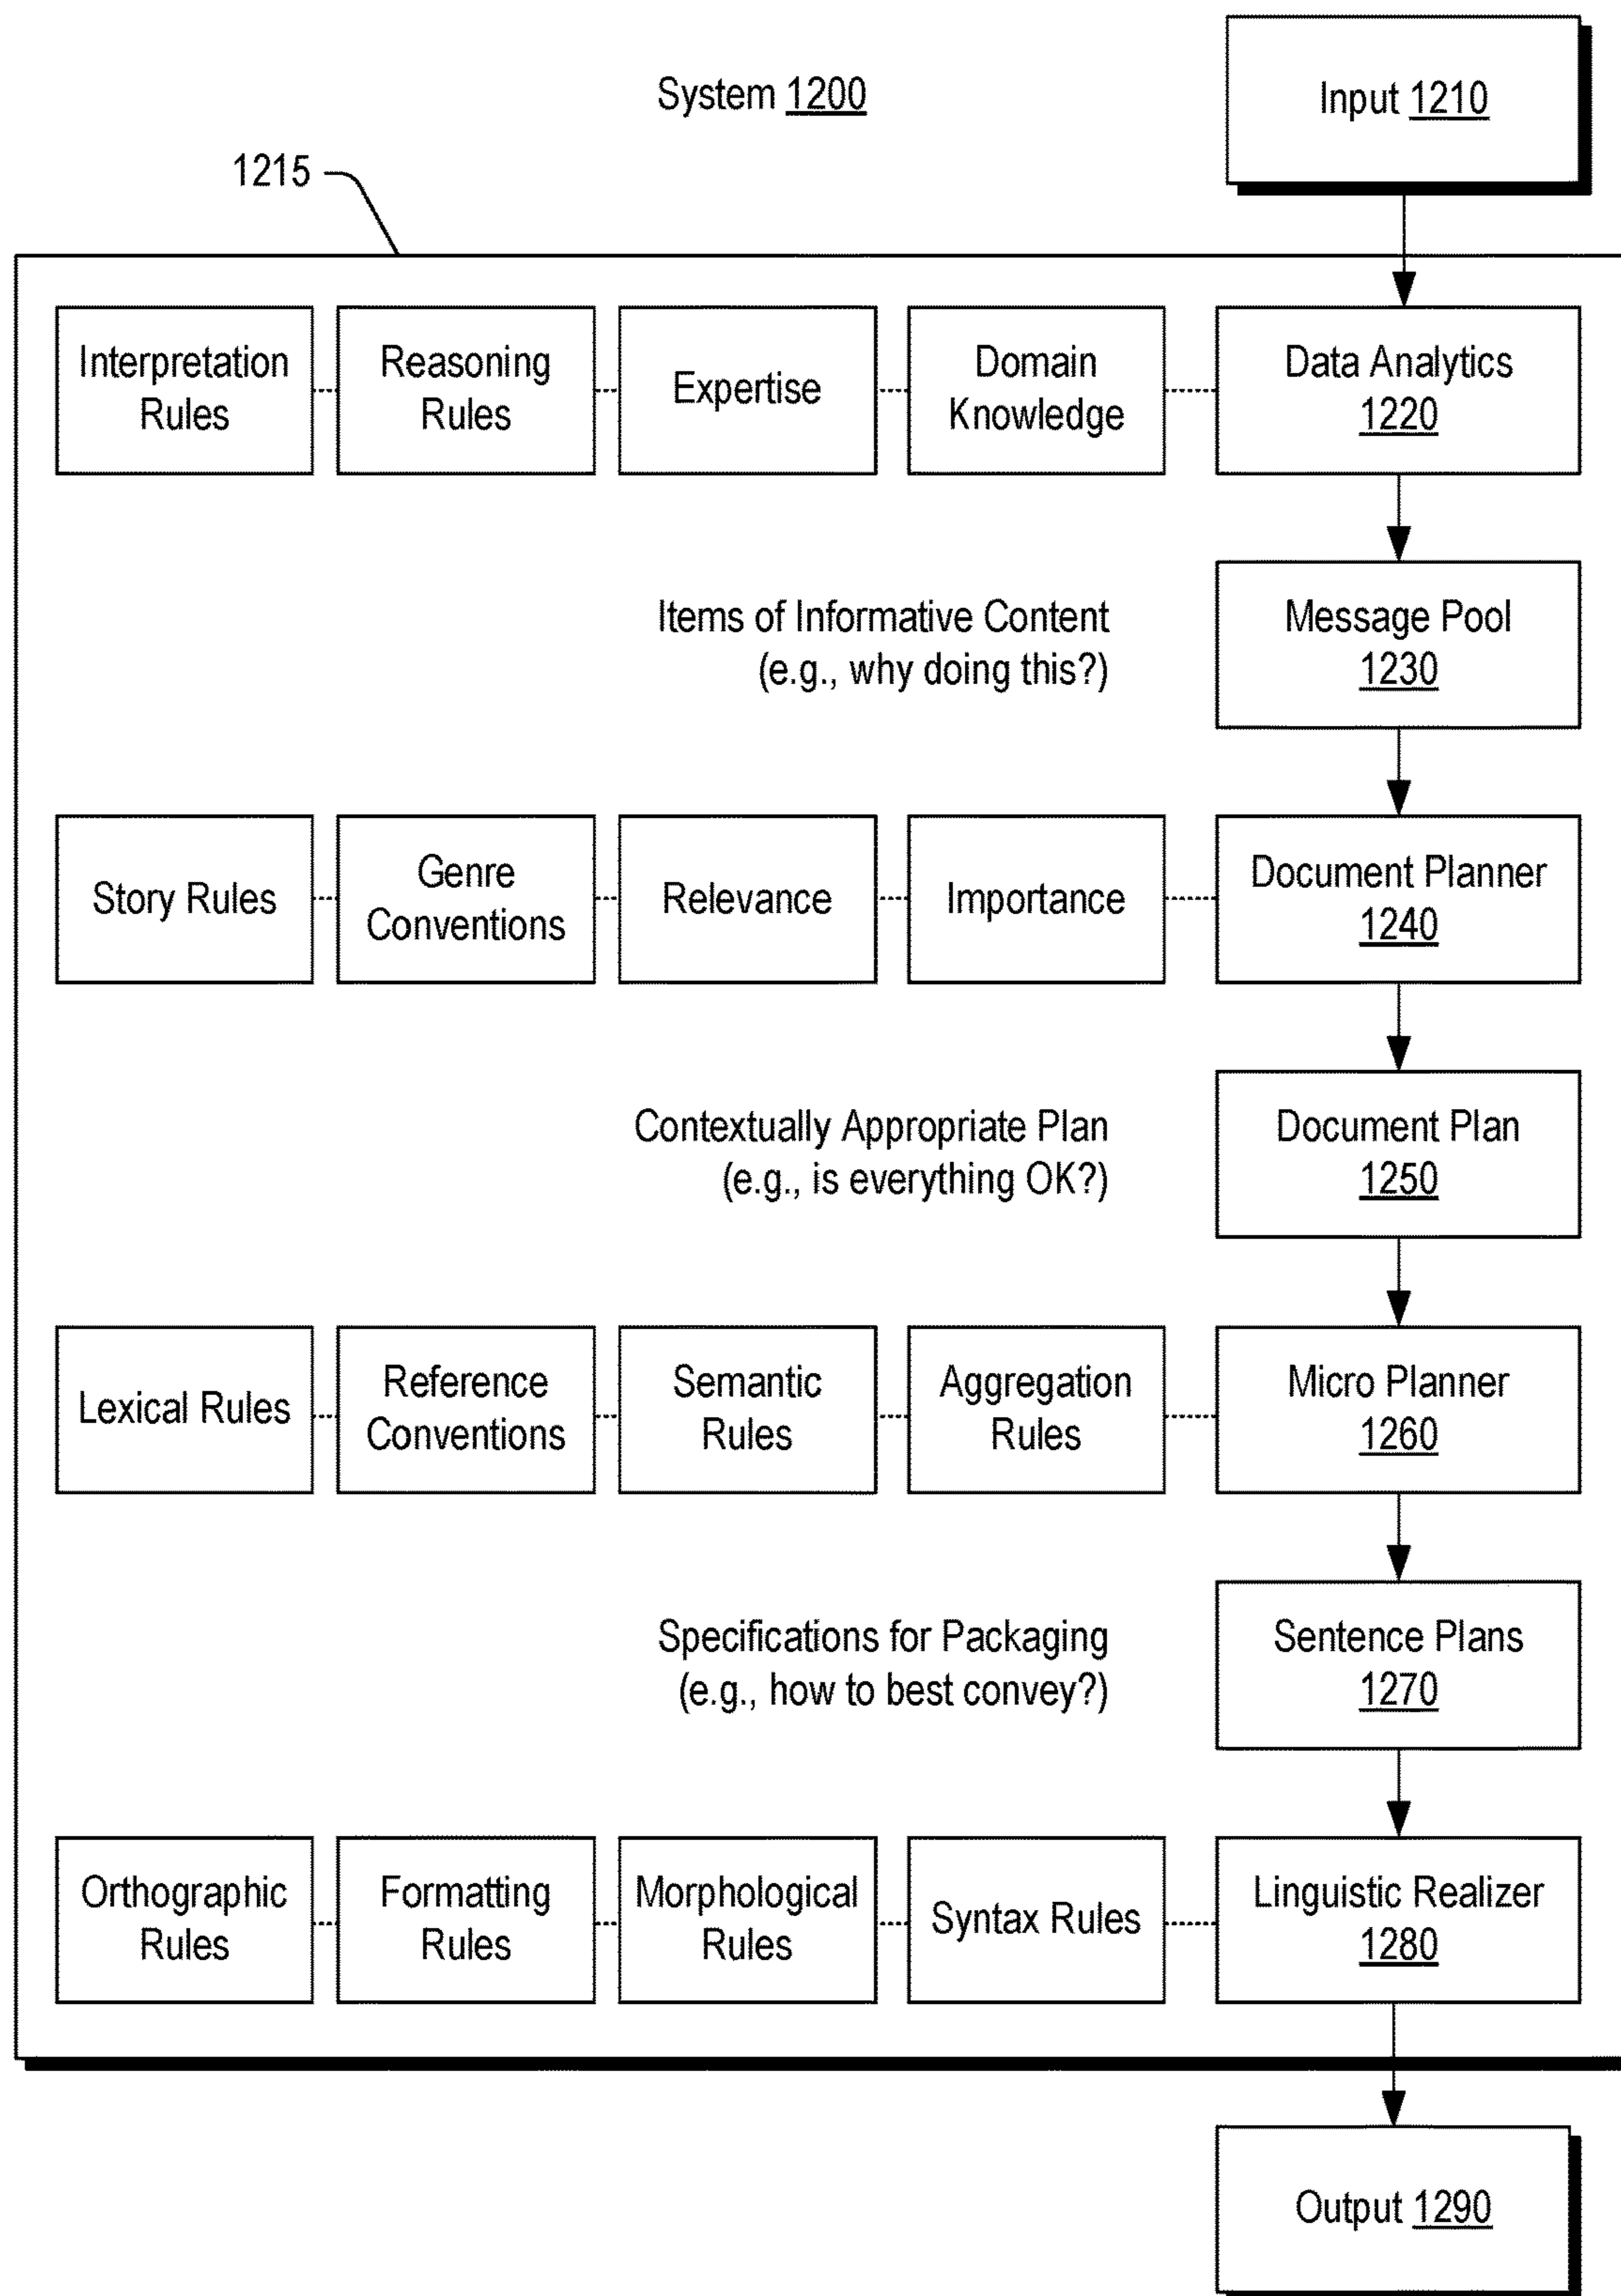 System 1200
Input 1210
1215
Interpretation
Rules
Reasoning
Rules
Expertise
Domain
Knowledge
Data Analytics
1220
Items of Informative Content
(e.g., why doing this?)
Message Pool
1230
Story Rules
Genre
Conventions
Relevance
Importance
Document Planner
1240
Contextually Appropriate Plan
(e.g., is everything OK?)
Document Plan
1250
Lexical Rules
Reference
Conventions
Semantic
Rules
Aggregation
Rules
Micro Planner
1260
Specifications for Packaging
(e.g., how to best convey?)
Sentence Plans
1270
Orthographic
Rules
Formatting
Rules
Morphological
Rules
Syntax Rules
Linguistic Realizer
1280
Output 1290